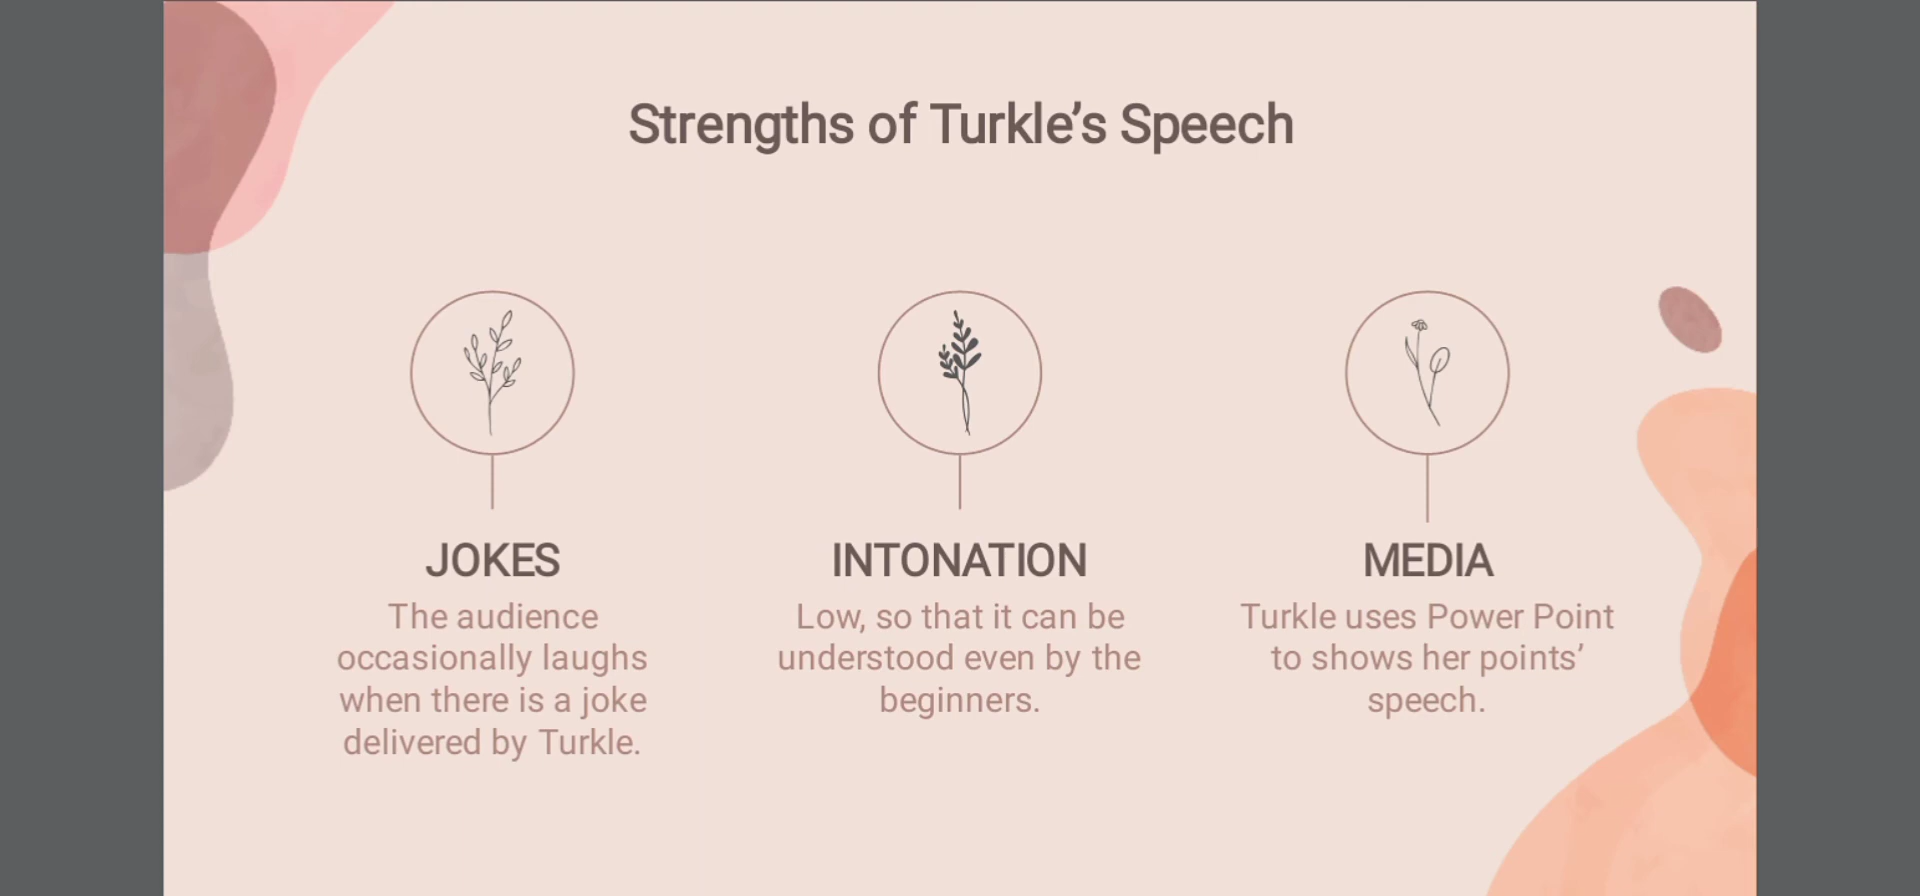 Strengths of Turkle’s Speech
JOKES
The audience
occasionally laughs
when there is a joke
delivered by Turkle.
INTONATION
Low, so that it can be
understood even by the
beginners.
MEDIA
Turkle uses Power Point
to shows her points’
speech.